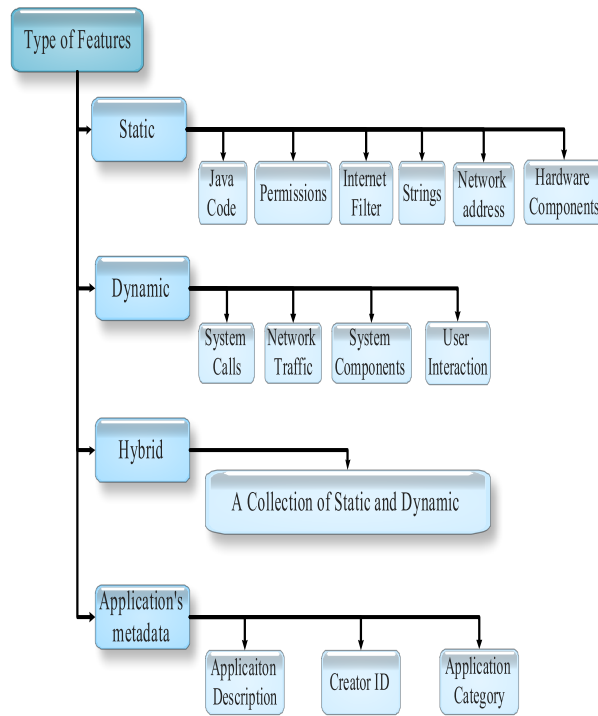 Type of Features
Static
Java
Code
Permissions
Internet
Filter
Strings
Network
address
Hardware
Components
Dynamic
System
Calls
Network
Traffic
System
Components
User
Interaction
Hybrid
A Collection of Static and Dynamic
Application's
metadata
Applicaiton
Description
Creator ID
Application
Category